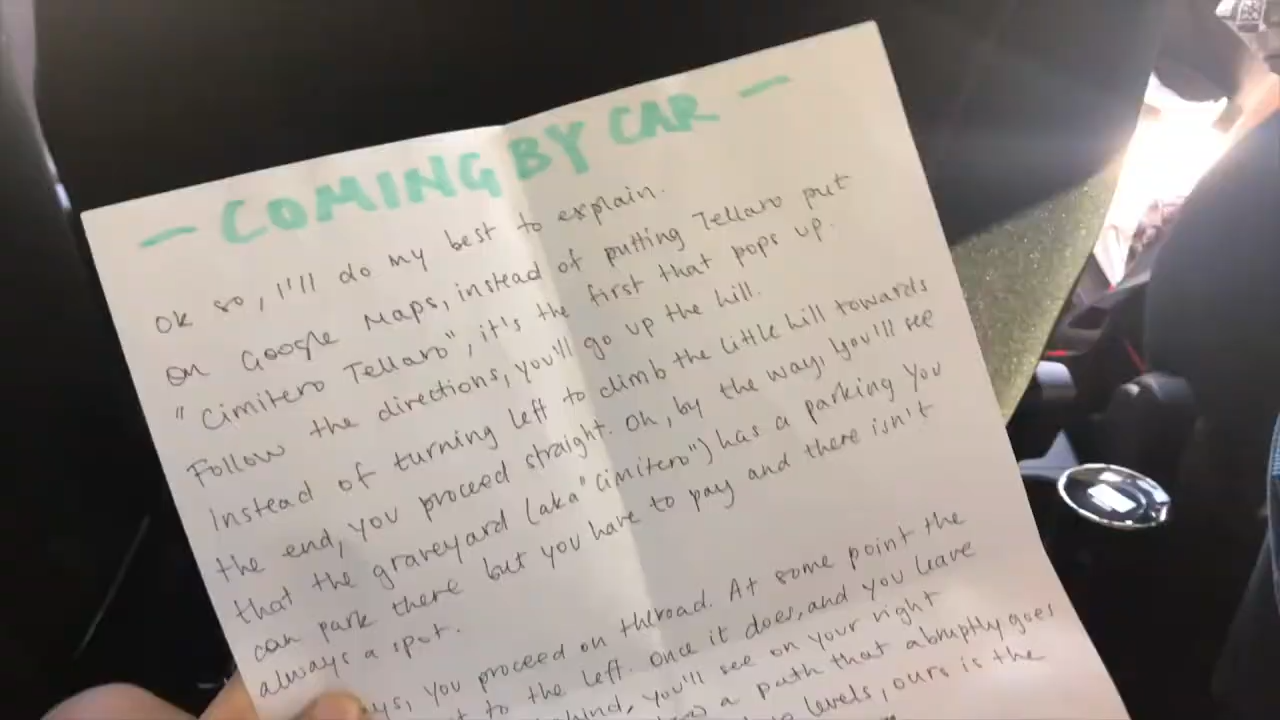 — COMING BY CAR —
Ok so, I'll do my best to explain.
On Google Maps, instead of putting Tellaro put
"Cimitero Tellaro", it's the first that pops up.
Follow the directions, you'll go up the hill.
Instead of turning left to climb the little hill towards
the end, you proceed straight. Oh, by the way, you'll see
that the graveyard (aka "cimitero") has a parking you
can park there but you have to pay and there isn't
always a spot.
you proceed on the road. At some point the
to the left. Once it does, and you leave
you'll see on your right
a path that abruptly goes
levels, ours is the